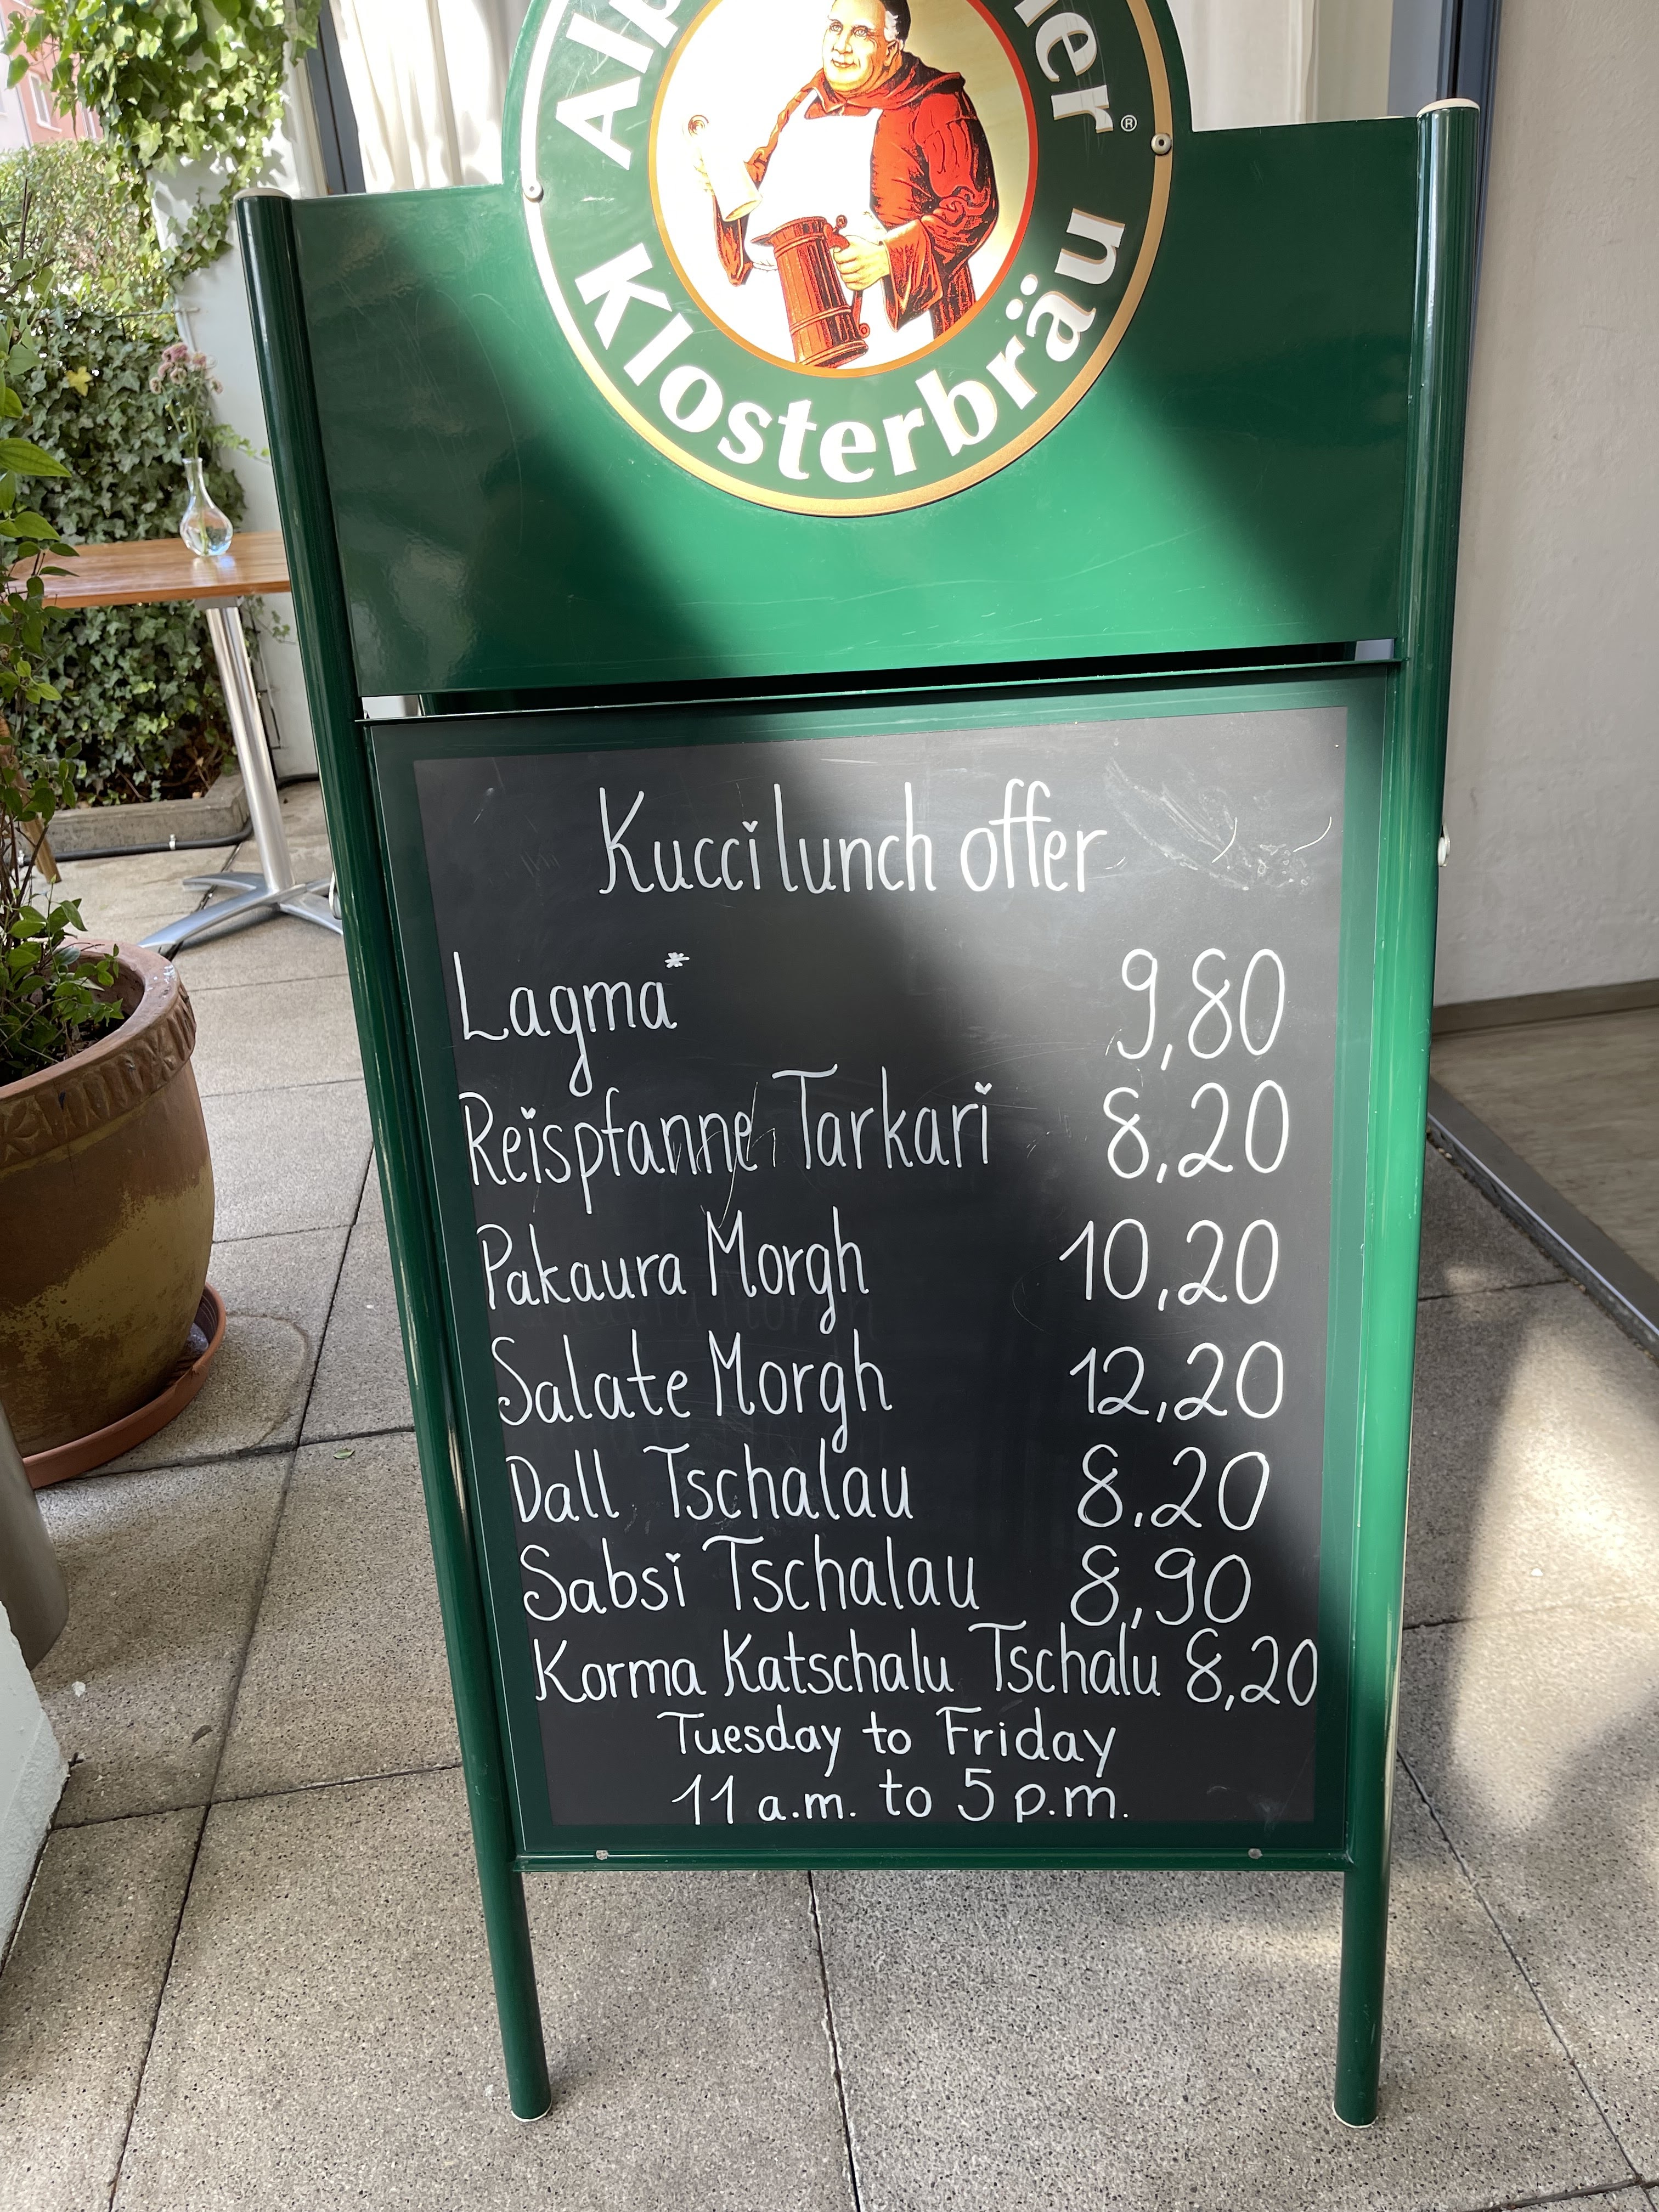 Klosterbräu
®
Kucci lunch offer
Lagma* 9,80
Reispfanne Tarkari 8,20
Pakaura Morgh 10,20
Salate Morgh 12,20
Dall Tschalau 8.20
Sabsi Tschalau 8,90
Korma Katschalu Tschalu 8,20
Tuesday to Friday
11 a.m. to 5 p.m.